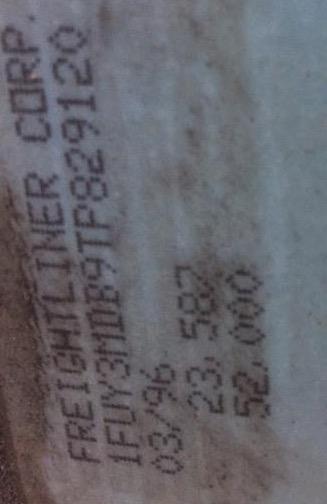 FREIGHTLINER CORP.
1FUY3MDB9TP829120
03/96
23,587
52,000